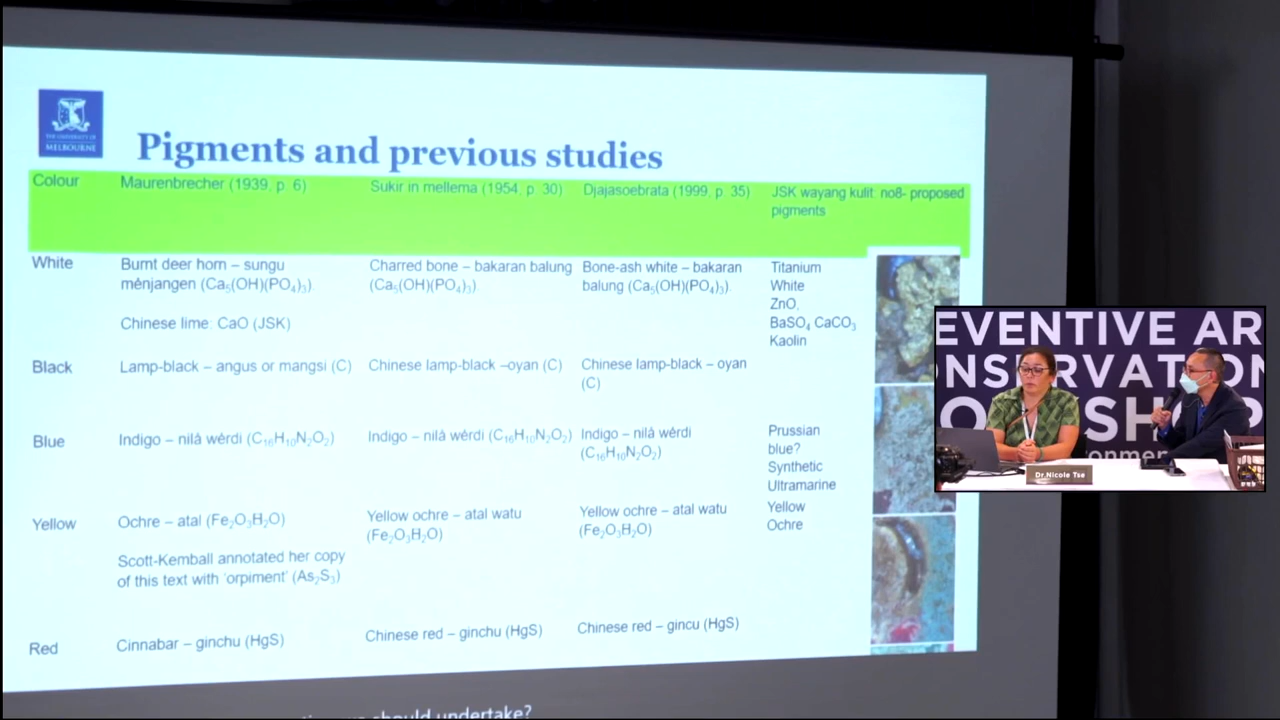 THE UNIVERSITY OF
MELBOURNE
Pigments and previous studies
Colour
Maurenbrecher (1939, p. 6)
Sukir in mellema (1954, p. 30)
Djajasoebrata (1999, p. 35)
JSK wayang kulit: no8- proposed
pigments
White
Burnt deer horn – sungu
ménjangen (Ca₅(OH)(PO₄)₃)
Chinese lime: CaO (JSK)
Charred bone – bakaran balung
(Ca₅(OH)(PO₄)₃)
Bone-ash white – bakaran
balung (Ca₅(OH)(PO₄)₃).
Titanium
White
ZnO,
BaSO₄ CaCO₃
Kaolin
Black
Lamp-black – angus or mangsi (C)
Chinese lamp-black –oyan (C)
Chinese lamp-black – oyan
(C)
Blue
Indigo – nilå wêrdi (C₁₆H₁₀N₂O₂)
Indigo – nilå wêrdi (C₁₆H₁₀N₂O₂)
Indigo – nilå wêrdi
(C₁₆H₁₀N₂O₂)
Prussian
blue?
Synthetic
Ultramarine
Yellow
Ochre – atal (Fe₂O₃H₂O)
Scott-Kemball annotated her copy
of this text with ‘orpiment’ (As₂S₃)
Yellow ochre – atal watu
(Fe₂O₃H₂O)
Yellow ochre – atal watu
(Fe₂O₃H₂O)
Yellow
Ochre
Red
Cinnabar – ginchu (HgS)
Chinese red – ginchu (HgS)
Chinese red – gincu (HgS)
should undertake?
EVENTIVE AR
NSERVATION
Dr.Nicole Tse